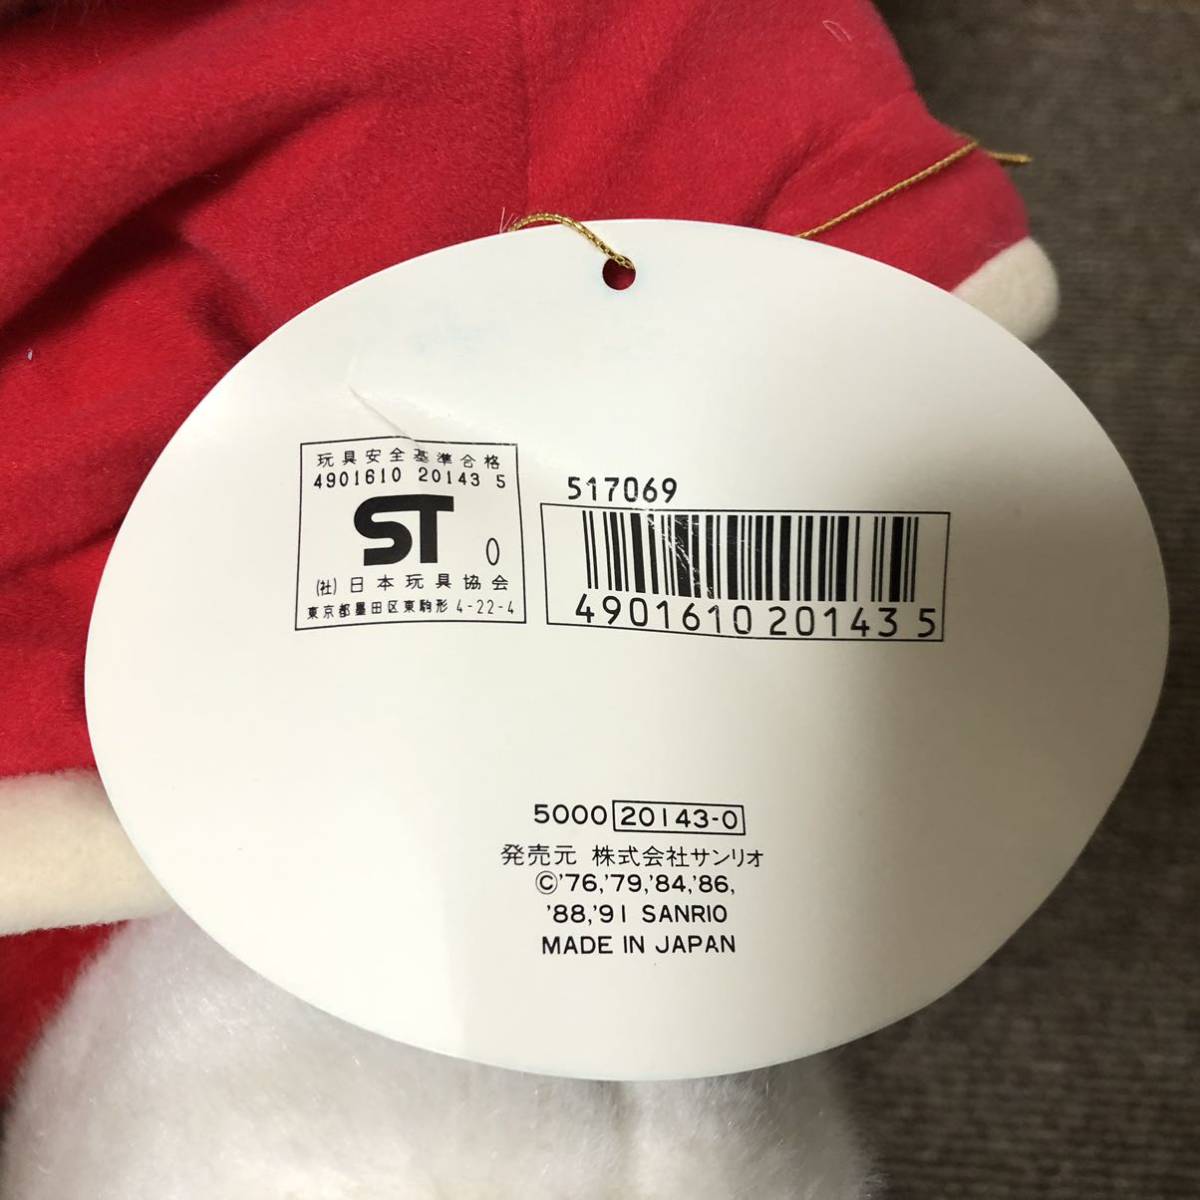 玩具安全基準合格
4901610 20143 5
ST 0
(社)日本玩具協会
東京都墨田区東駒形 4-22-4
517069
4901610 20143 5
5000 20143-0
発売元 株式会社サンリオ
©'76,'79,'84,'86,
'88,'91 SANRIO
MADE IN JAPAN